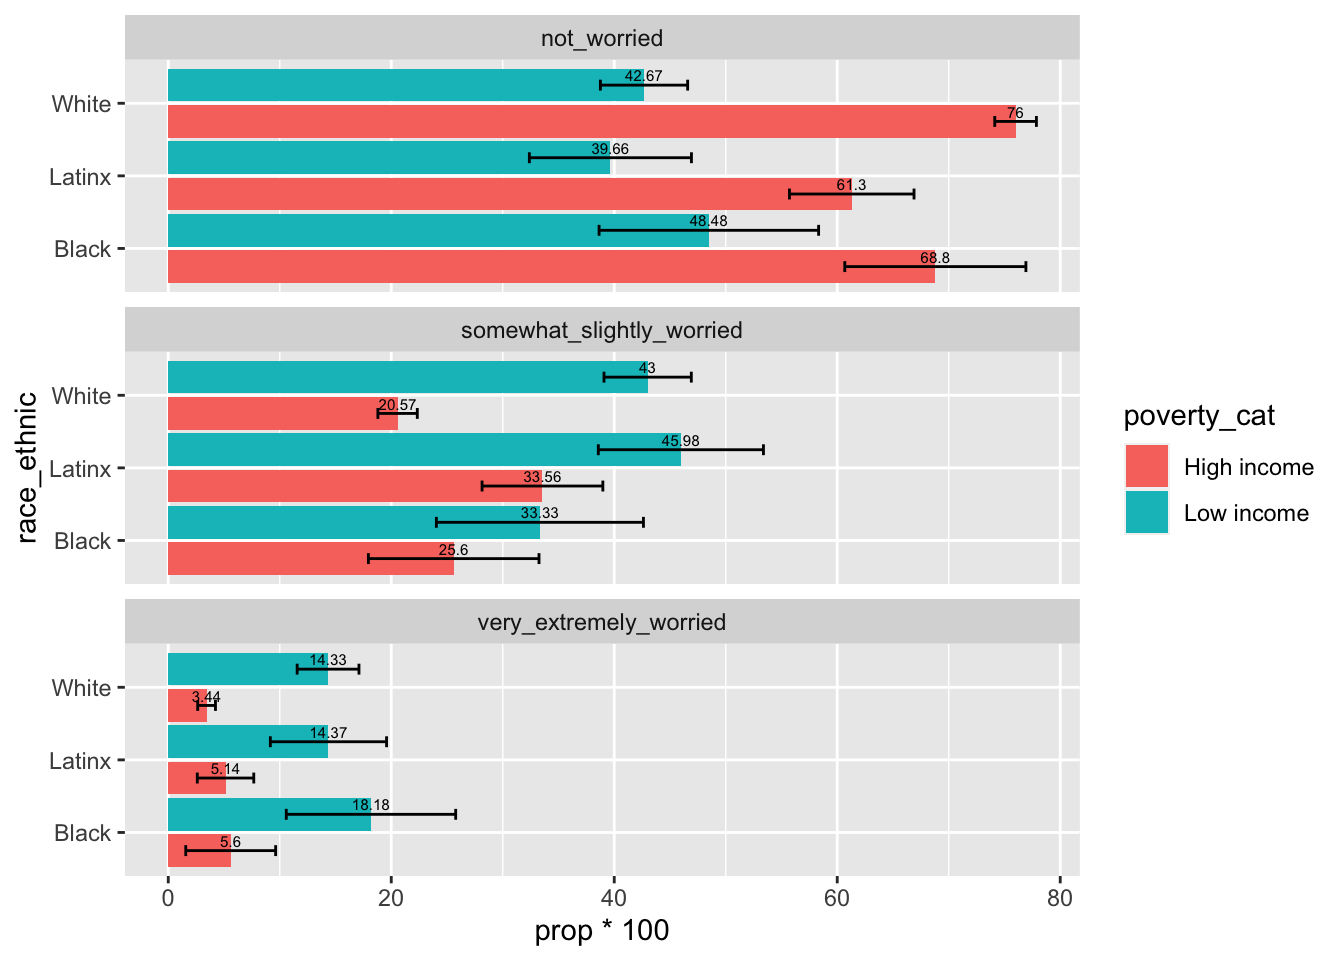 not_worried
White
42.67
76
Latinx
39.66
61.3
Black
48.48
68.8
somewhat_slightly_worried
White
43
20.57
Latinx
45.98
33.56
Black
33.33
25.6
very_extremely_worried
White
14.33
3.44
Latinx
14.37
5.14
Black
18.18
5.6
0 20 40 60 80
prop * 100
race_ethnic
poverty_cat
High income
Low income